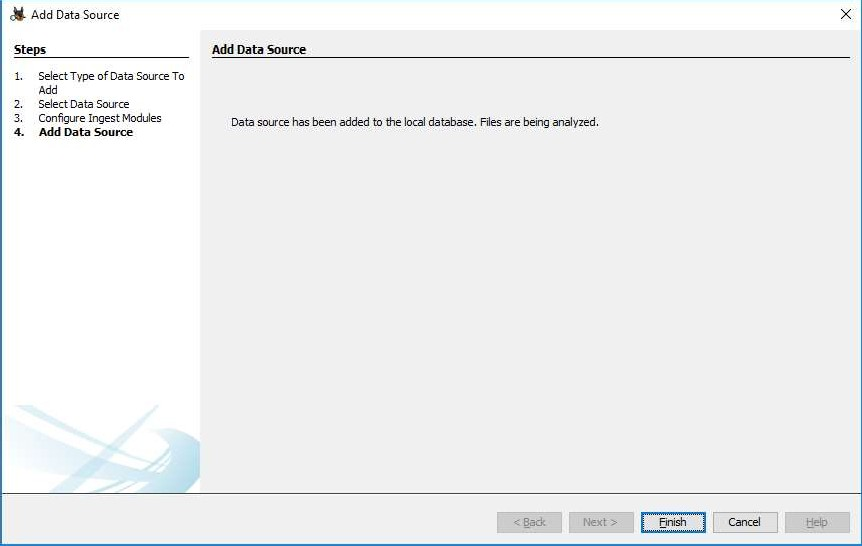 Add Data Source
Steps
1. Select Type of Data Source To
Add
2. Select Data Source
3. Configure Ingest Modules
4. Add Data Source
Add Data Source
Data source has been added to the local database. Files are being analyzed.
< Back
Next >
Finish
Cancel
Help